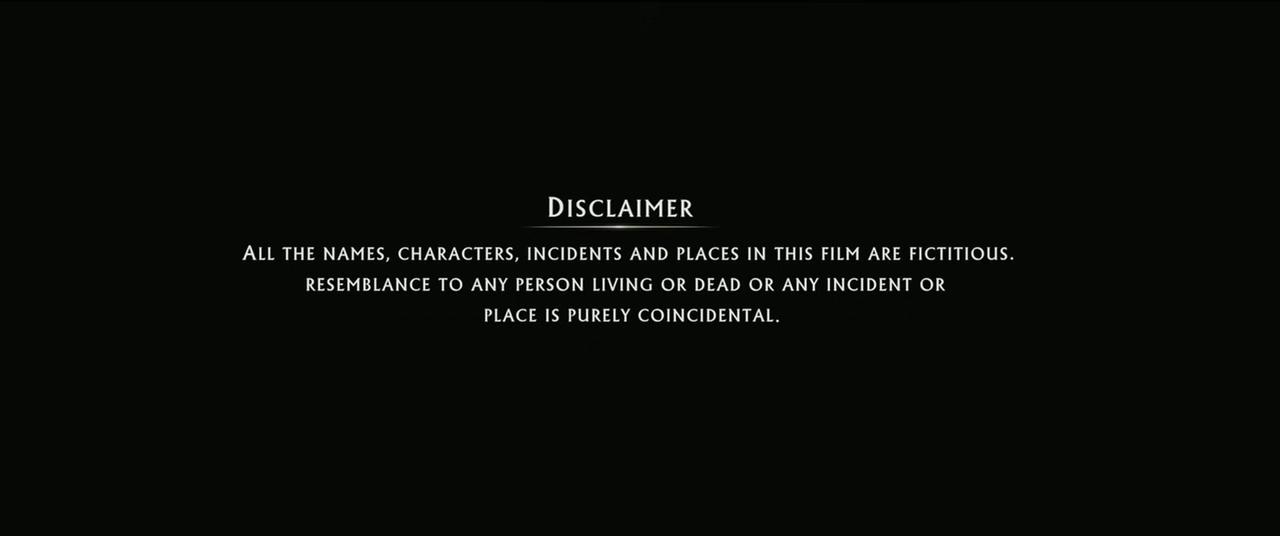 Disclaimer
All the names, characters, incidents and places in this film are fictitious.
resemblance to any person living or dead or any incident or
place is purely coincidental.